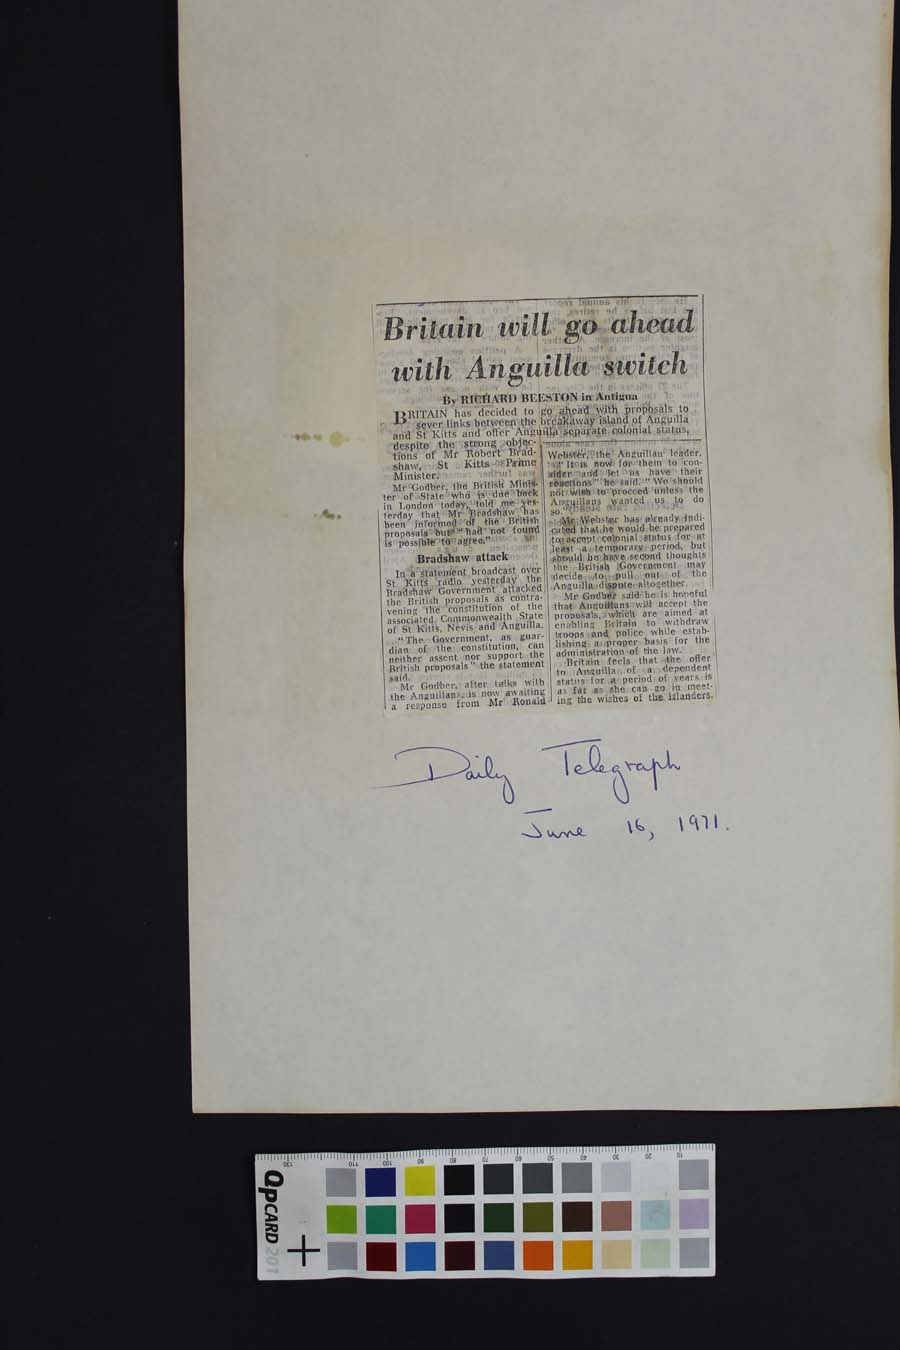 Britain will go ahead
with Anguilla switch
By RICHARD BEESTON in Antigua
BRITAIN has decided to go ahead with proposals to
sever links between the breakaway island of Anguilla
and St Kitts and offer Anguilla separate colonial status,
despite the strong objec-
tions of Mr Robert Brad-
shaw, St Kitts Prime
Minister.
Mr Godber, the British Minis-
ter of State who is due back
in London today, told me yes-
terday that Mr Bradshaw has
been informed of the British
proposals but "had not found
is possible to agree."
Bradshaw attack
In a statement broadcast over
St Kitts radio yesterday the
Bradshaw Government attacked
the British proposals as contra-
vening the constitution of the
associated Commonwealth State
of St Kitts, Nevis and Anguilla.
"The Government, as guar-
dian of the constitution, can
neither assent nor support the
British proposals" the statement
said.
Mr Godber, after talks with
the Anguillans, is now awaiting
a response from Mr Ronald
Webster, the Anguillan leader.
"It is now for them to con-
sider and let us have their
reactions" he said. "We should
not wish to proceed unless the
Anguillans wanted us to do
so."
Mr Webster has already indi-
cated that he would be prepared
to accept colonial status for at
least a temporary period, but
should he have second thoughts
the British Government may
decide to pull out of the
Anguilla dispute altogether.
Mr Godber said he is hopeful
that Anguillans will accept the
proposals, which are aimed at
enabling Britain to withdraw
troops and police while estab-
lishing a proper basis for the
administration of the law.
Britain feels that the offer
to Anguilla of a dependent
status for a period of years is
as far as she can go in meet-
ing the wishes of the islanders.
Daily Telegraph
June 16, 1971.
130 110 100 90 80 70 60 50 40 30 20 10
QPCARD 201